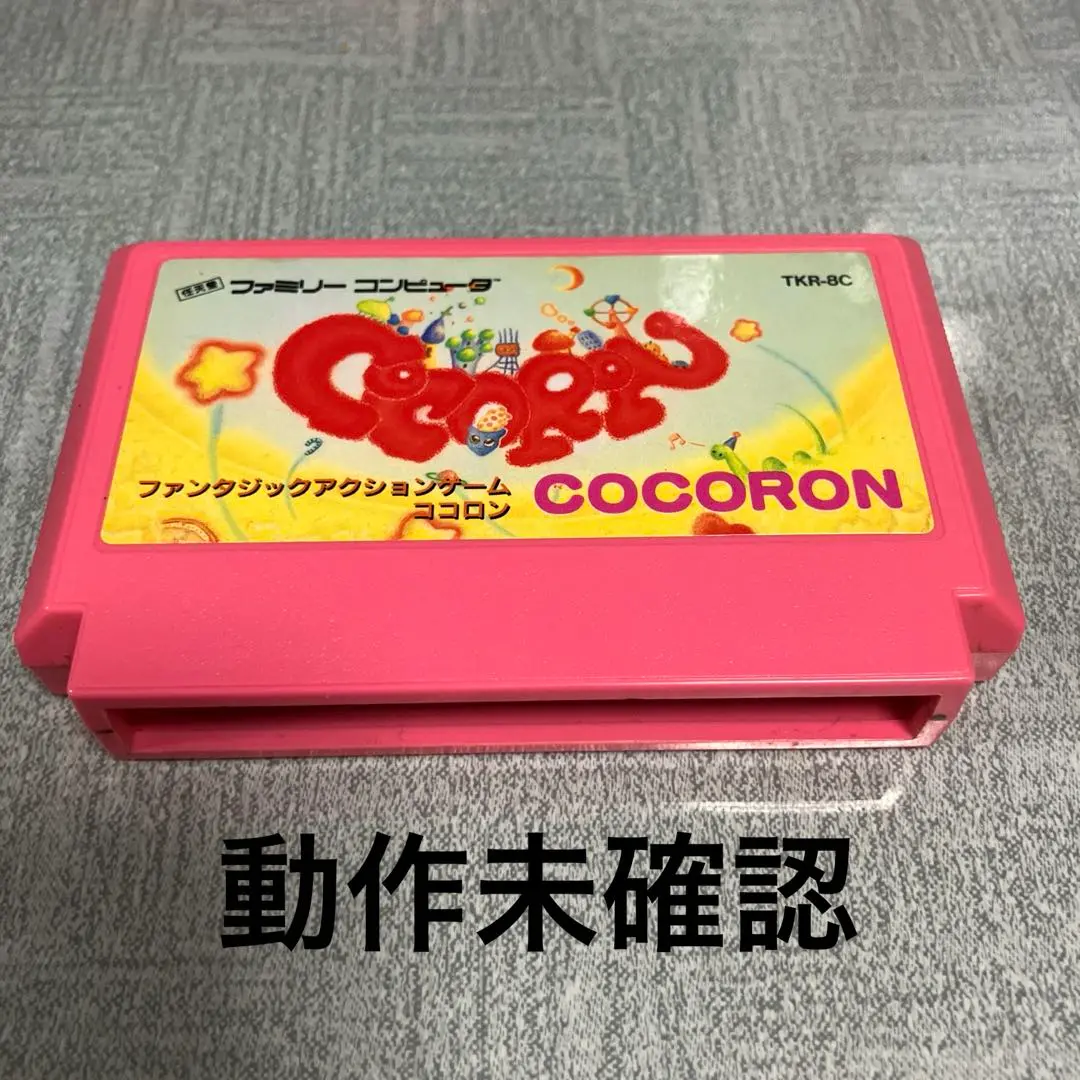 任天堂 ファミリー コンピュータ™
TKR-8C
COCORON
ファンタジックアクションゲーム
ココロン
COCORON
動作未確認